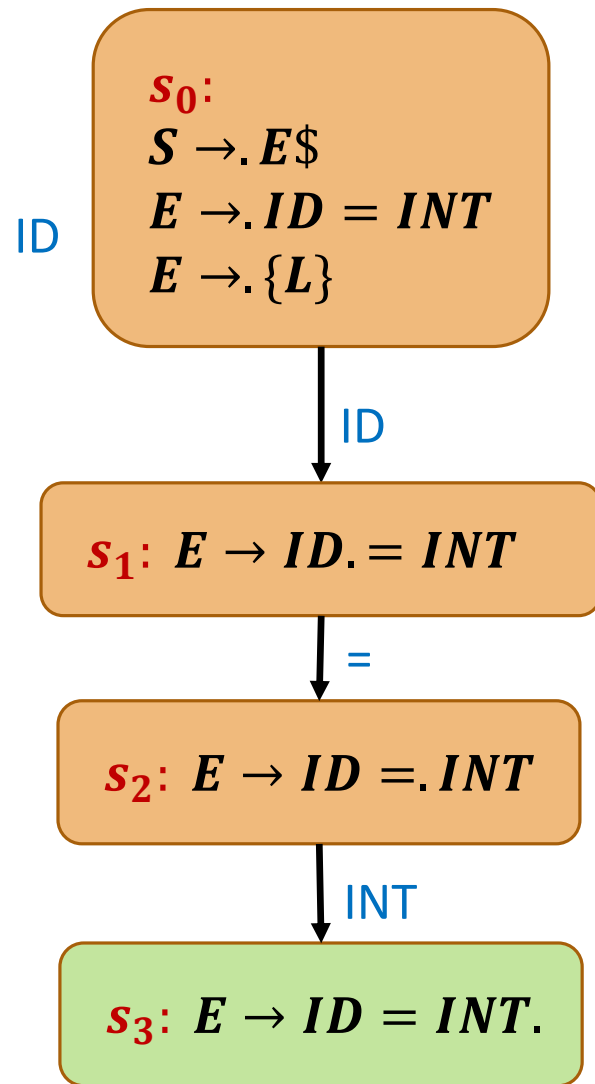 s₀:
S →. E$
E →. ID = INT
ID
E →. {L}
ID
s₁: E → ID. = INT
=
s₂: E → ID =. INT
INT
s₃: E → ID = INT.